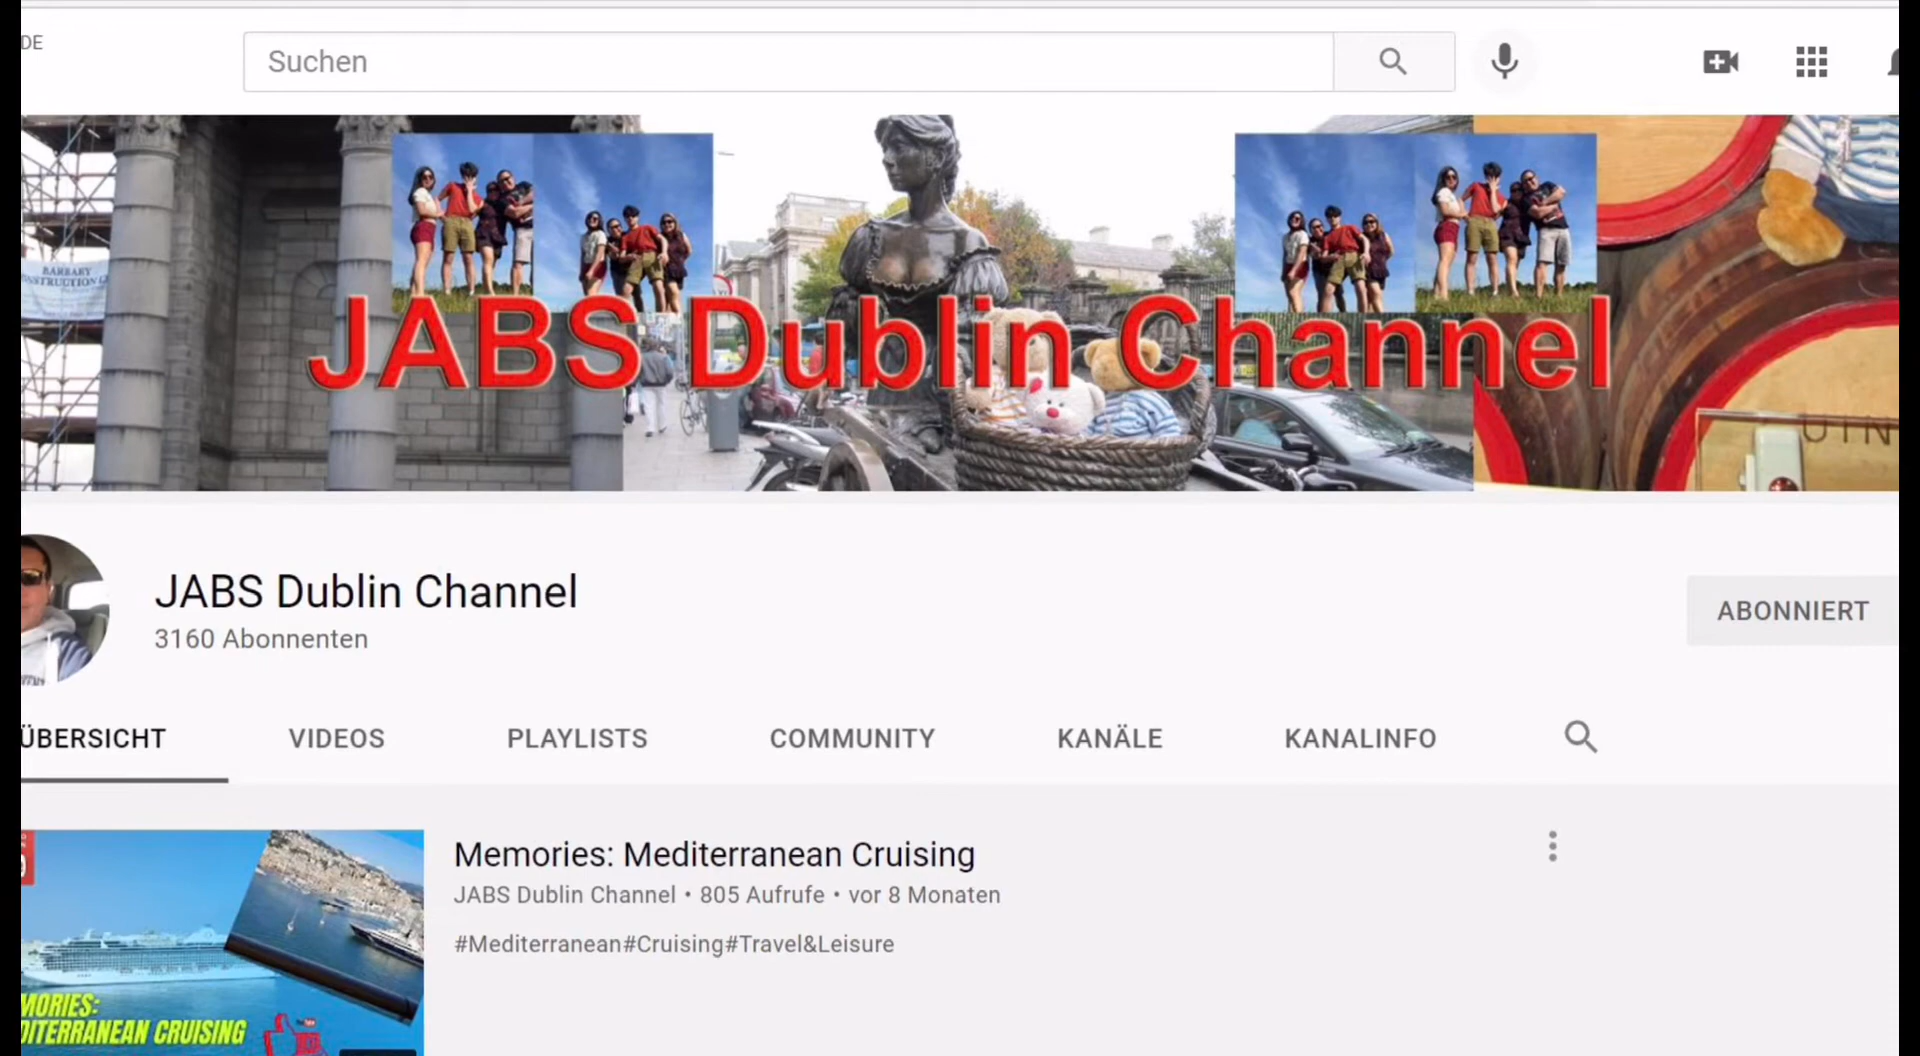 DE
Suchen
BARBARY
JABS Dublin Channel
JABS Dublin Channel
3160 Abonnenten
ABONNIERT
ÜBERSICHT
VIDEOS
PLAYLISTS
COMMUNITY
KANÄLE
KANALINFO
Memories: Mediterranean Cruising
JABS Dublin Channel • 805 Aufrufe • vor 8 Monaten
#Mediterranean#Cruising#Travel&Leisure
MORIES:
DITERRANEAN CRUISING